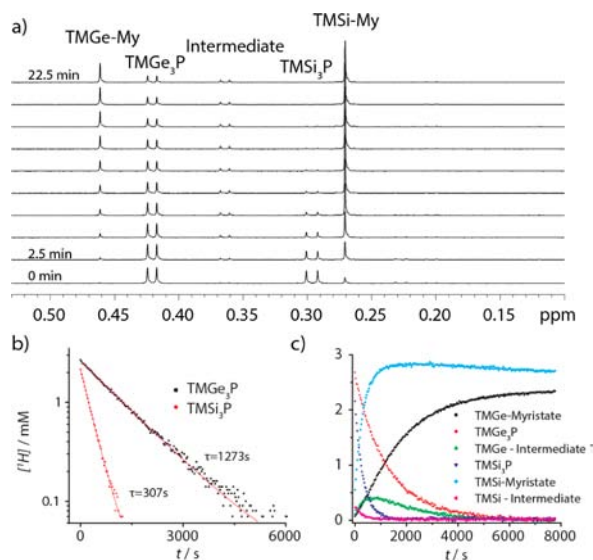 a)
TMGe-My
TMGe₃P
Intermediate
TMSi₃P
TMSi-My
22.5 min
2.5 min
0 min
0.45 0.40 0.35 0.30 0.25 0.20 0.15 ppm
b)
TMGe₃P
TMSi₃P
[¹H] / mM
1
0.1
τ=1273s
τ=307s
0 2000 4000 6000
t / s
c)
3
2
1
0
TMGe-Myristate
TMGe₃P
TMGe - Intermediate
TMSi₃P
TMSi-Myristate
TMSi - Intermediate
0 2000 4000 6000 8000
t / s